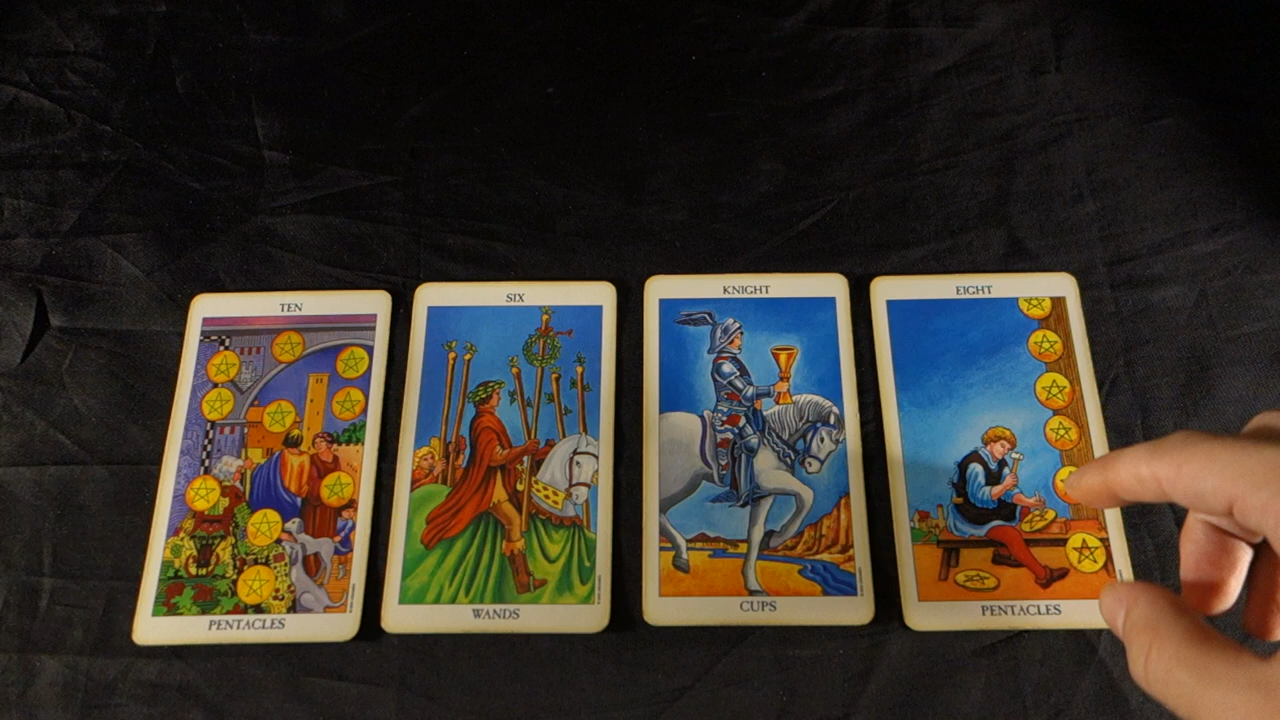 TEN
PENTACLES
SIX
WANDS
KNIGHT
CUPS
EIGHT
PENTACLES